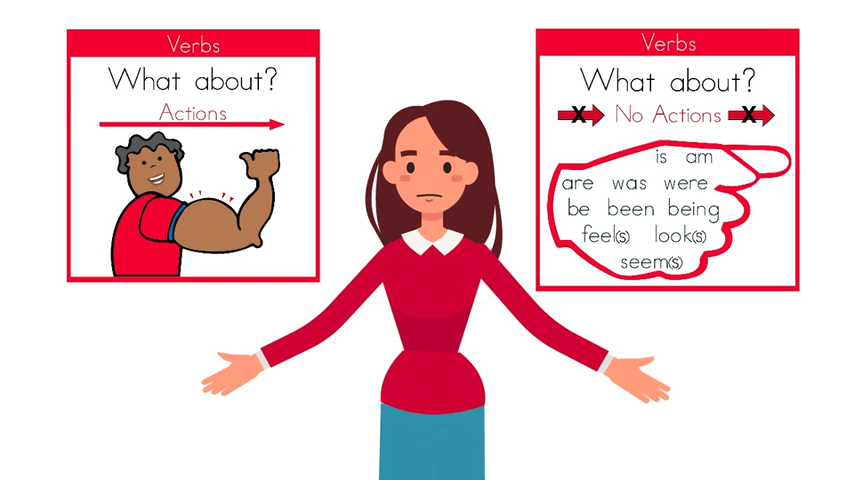 Verbs
What about?
Actions
Verbs
What about?
X No Actions X
is am
are was were
be been being
feel(s) look(s)
seem(s)